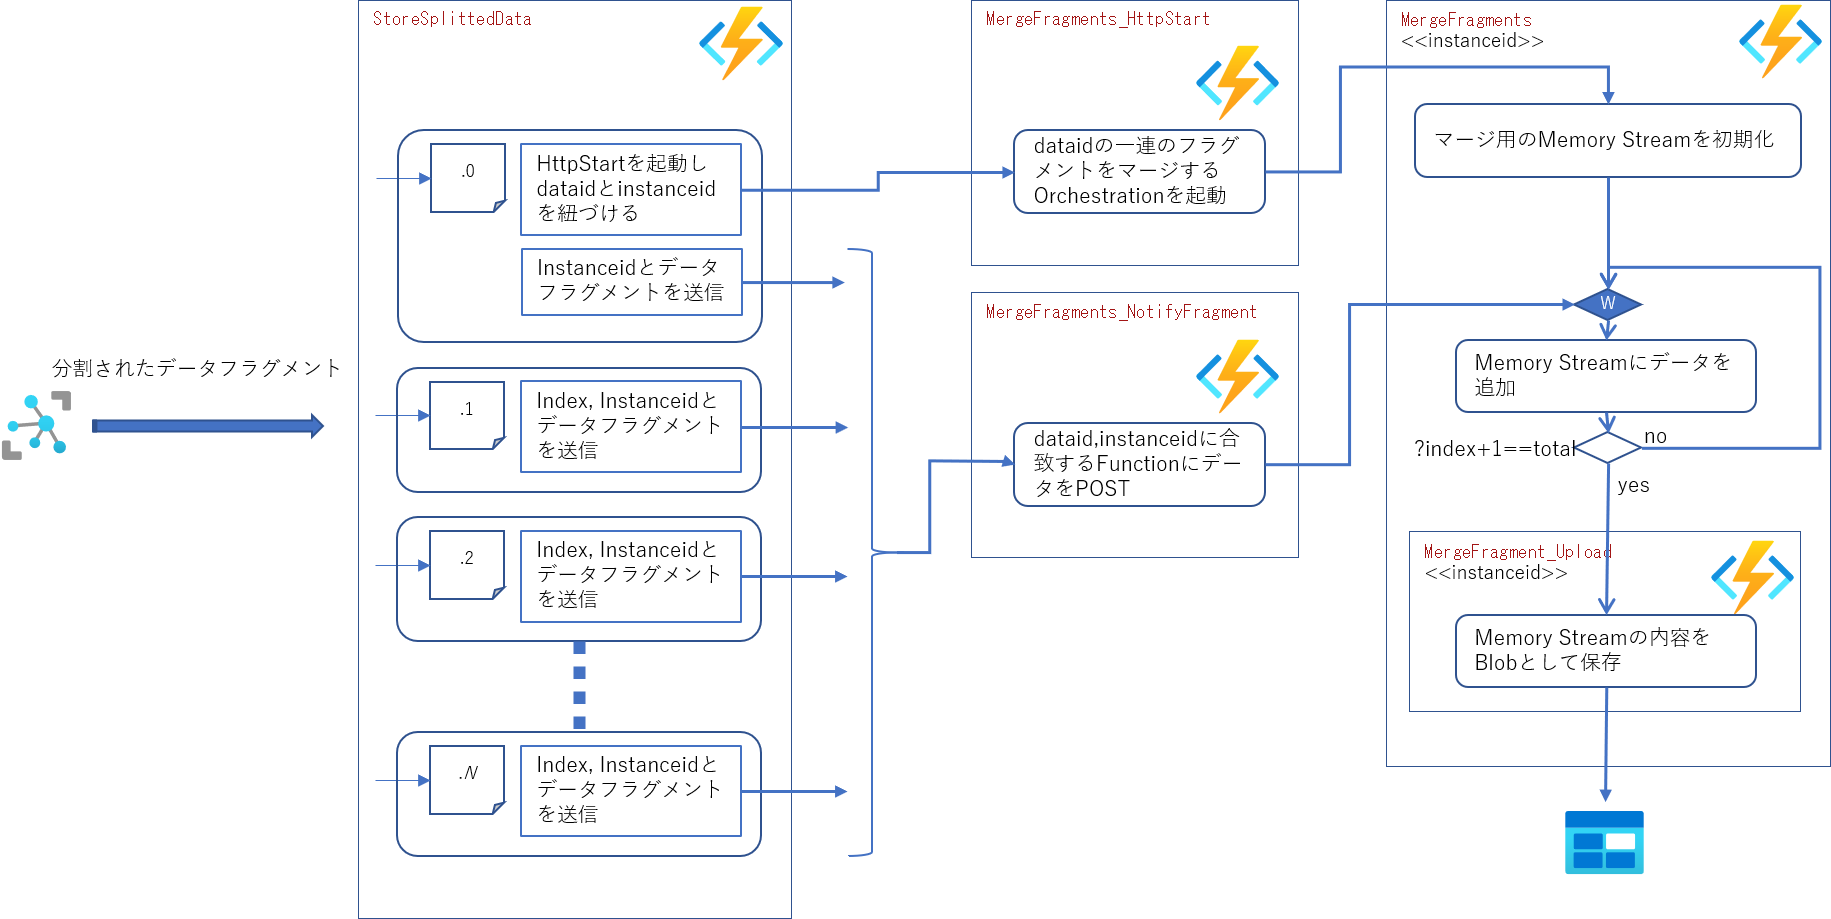 分割されたデータフラグメント
StoreSplittedData
.0
HttpStartを起動し
dataidとinstanceid
を紐づける
Instanceidとデータ
フラグメントを送信
.1
Index, Instanceidと
データフラグメント
を送信
.2
Index, Instanceidと
データフラグメント
を送信
.N
Index, Instanceidと
データフラグメント
を送信
MergeFragments_HttpStart
dataidの一連のフラグ
メントをマージする
Orchestrationを起動
MergeFragments_NotifyFragment
dataid,instanceidに合
致するFunctionにデー
タをPOST
MergeFragments
<<instanceid>>
マージ用のMemory Streamを初期化
W
Memory Streamにデータを
追加
?index+1==total
no
yes
MergeFragment_Upload
<<instanceid>>
Memory Streamの内容を
Blobとして保存